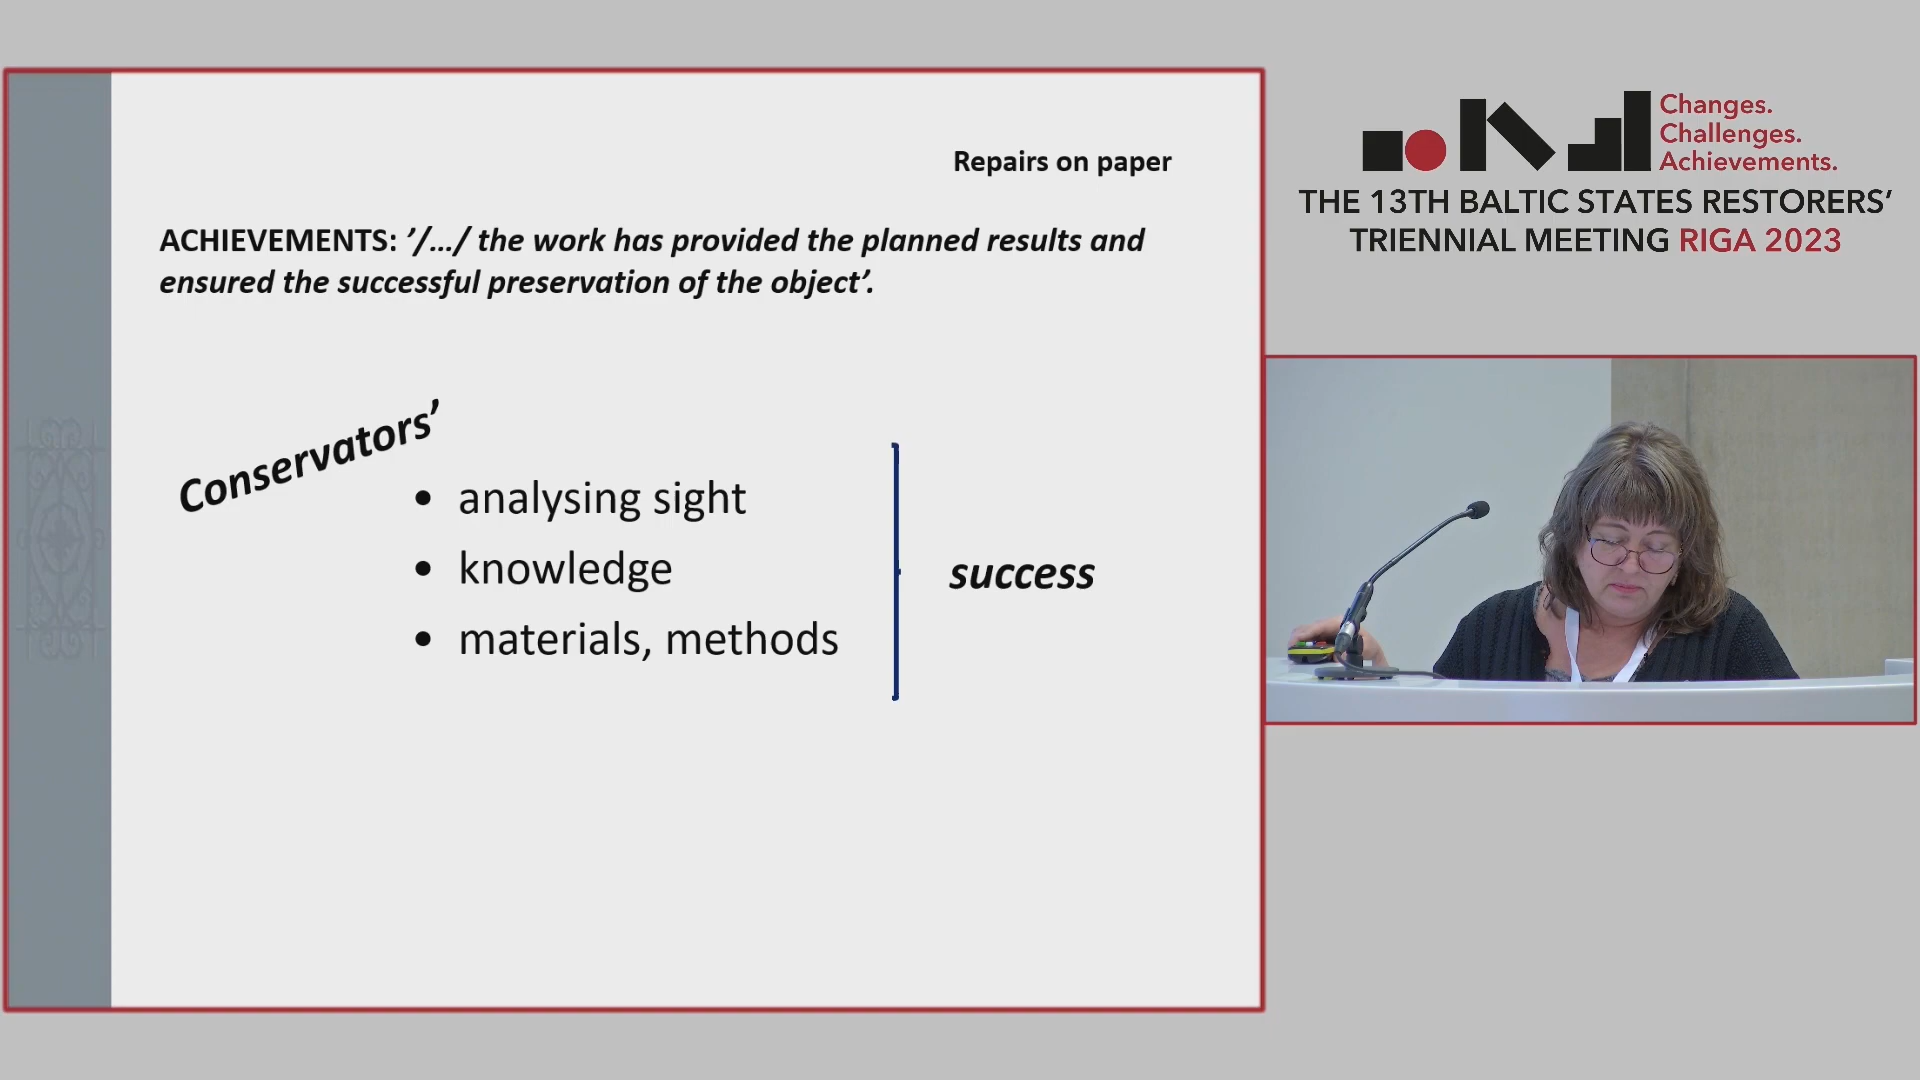 Repairs on paper
ACHIEVEMENTS: ’/…/ the work has provided the planned results and
ensured the successful preservation of the object’.
Conservators’
• analysing sight
• knowledge
• materials, methods
success
Changes.
Challenges.
Achievements.
THE 13TH BALTIC STATES RESTORERS’
TRIENNIAL MEETING RIGA 2023